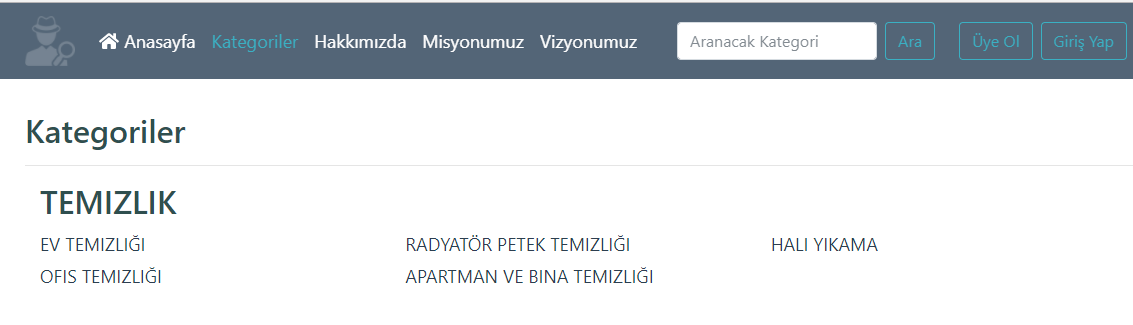 Anasayfa Kategoriler Hakkımızda Misyonumuz Vizyonumuz Aranacak Kategori Ara Üye Ol Giriş Yap
Kategoriler
TEMIZLIK
EV TEMIZLIĞI RADYATÖR PETEK TEMIZLIĞI HALI YIKAMA
OFIS TEMIZLIĞI APARTMAN VE BINA TEMIZLIĞI